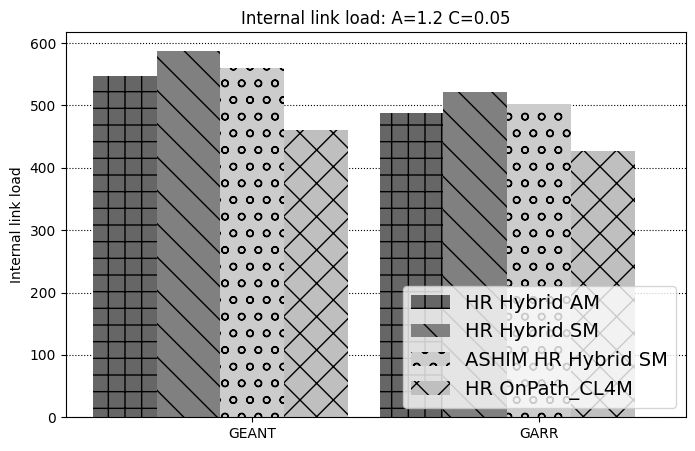 Internal link load: A=1.2 C=0.05
Internal link load
600
500
400
300
200
100
0
GEANT
GARR
HR Hybrid AM
HR Hybrid SM
ASHIM HR Hybrid SM
HR OnPath_CL4M